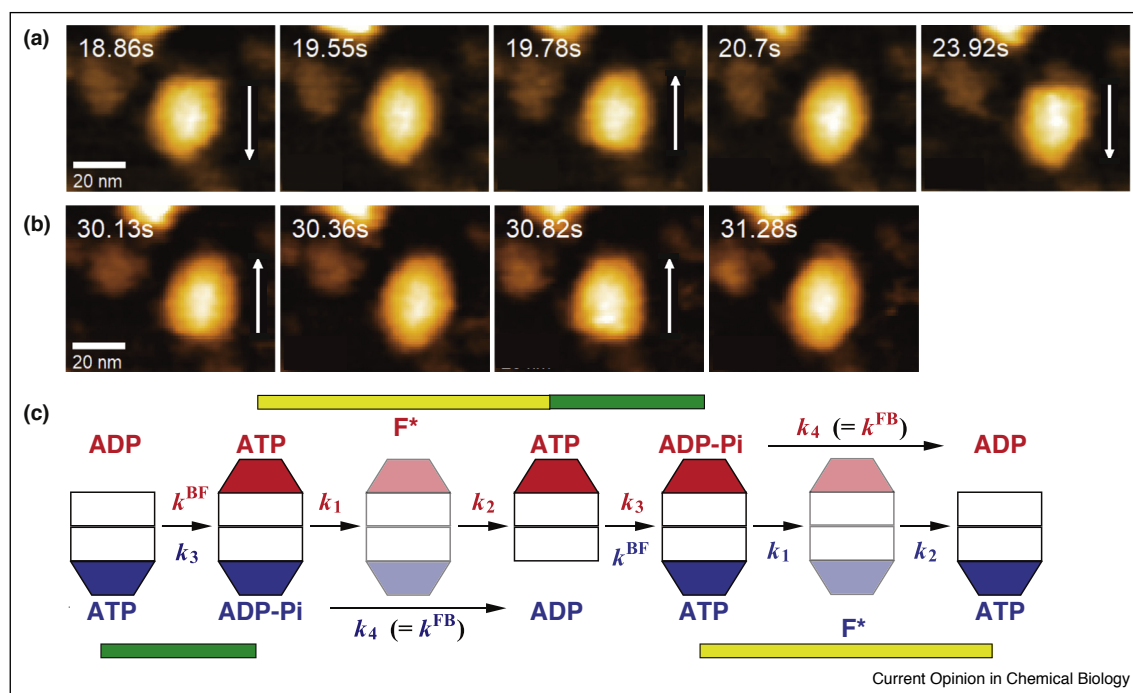 (a)
18.86s
19.55s
19.78s
20.7s
23.92s
20 nm
(b)
30.13s
30.36s
30.82s
31.28s
20 nm
(c)
F*
ADP
ATP
ATP
ADP-Pi
k4 (= kFB)
ADP
kBF
k1
k2
k3
k3
kBF
k1
k2
ATP
ADP-Pi
k4 (= kFB)
ADP
ATP
F*
ATP
Current Opinion in Chemical Biology